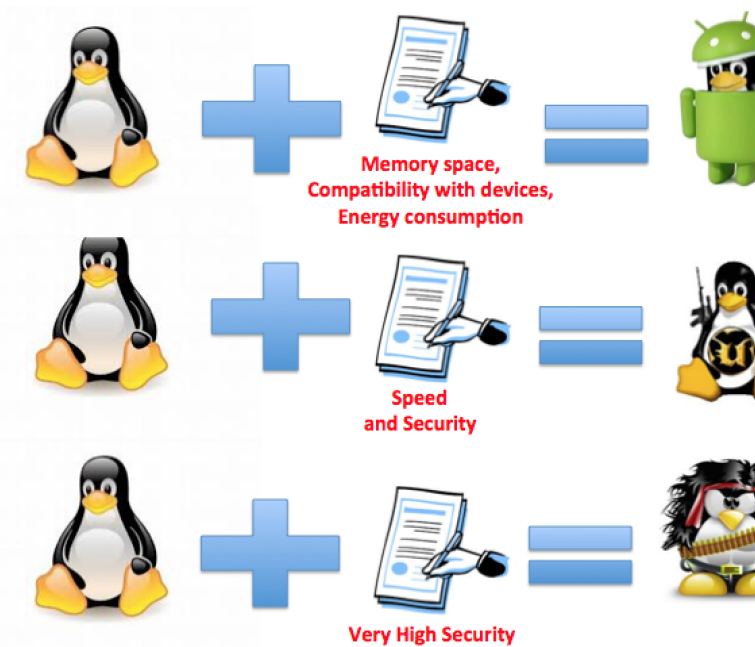 Memory space,
Compatibility with devices,
Energy consumption
Speed
and Security
Very High Security